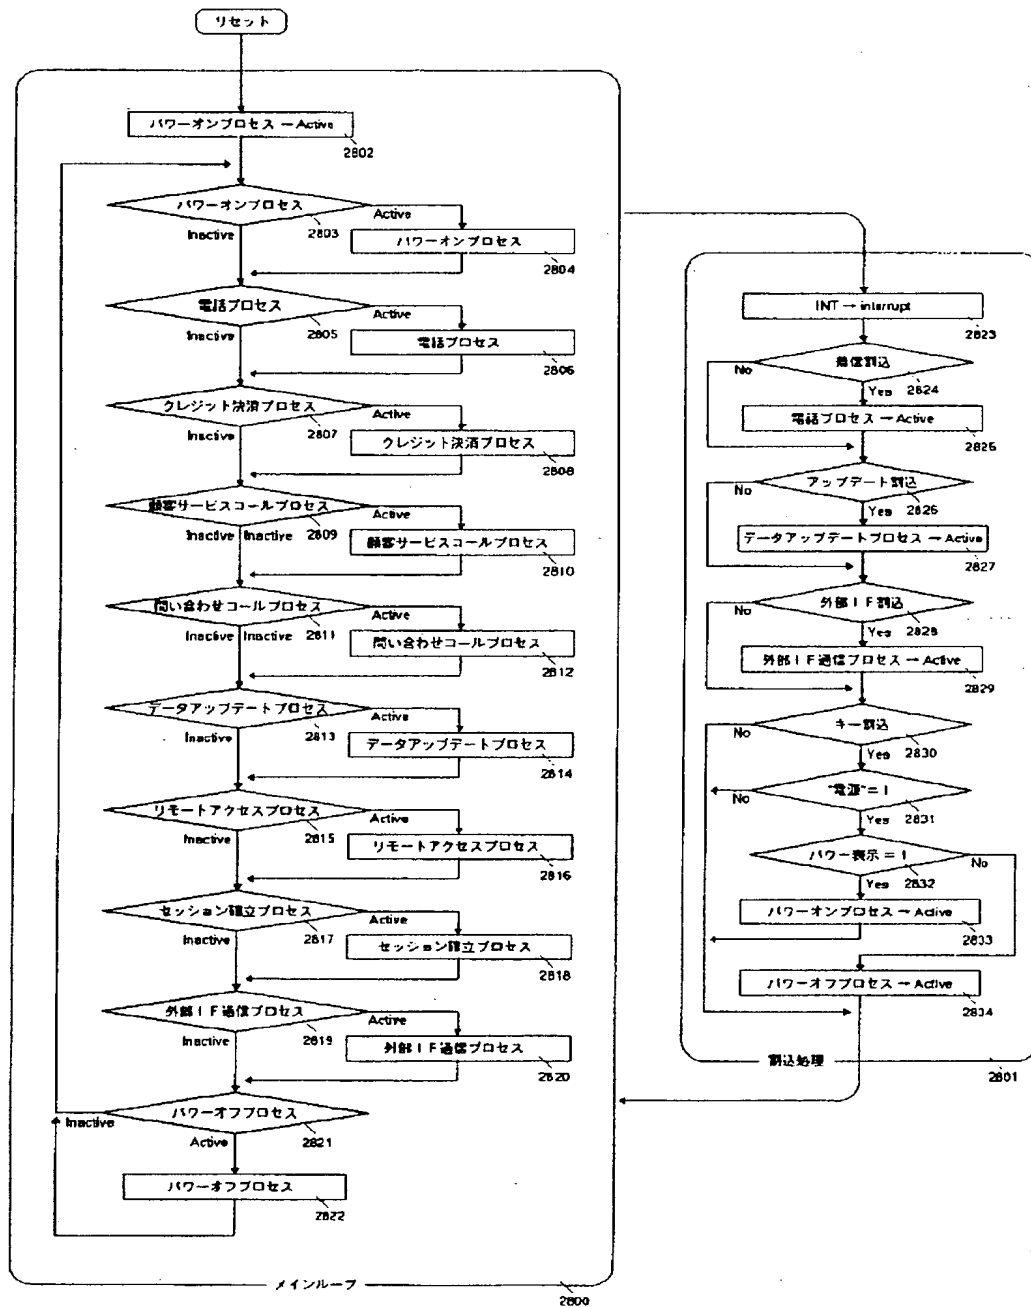 リセット
パワーオンプロセス → Active
2802
パワーオンプロセス
2803
Active
Inactive
パワーオンプロセス
2804
電話プロセス
2805
Active
Inactive
電話プロセス
2806
クレジット決済プロセス
2807
Active
Inactive
クレジット決済プロセス
2808
顧客サービスコールプロセス
2809
Active
Inactive Inactive
顧客サービスコールプロセス
2810
問い合わせコールプロセス
2811
Active
Inactive Inactive
問い合わせコールプロセス
2812
データアップデートプロセス
2813
Active
Inactive
データアップデートプロセス
2814
リモートアクセスプロセス
2815
Active
Inactive
リモートアクセスプロセス
2816
セッション確立プロセス
2817
Active
Inactive
セッション確立プロセス
2818
外部IF通信プロセス
2819
Active
Inactive
外部IF通信プロセス
2820
パワーオフプロセス
2821
Inactive
Active
パワーオフプロセス
2822
メインループ
2800
INT → interrupt
2823
着信割込
2824
No
Yes
電話プロセス → Active
2825
アップデート割込
2826
No
Yes
データアップデートプロセス → Active
2827
外部IF割込
2828
No
Yes
外部IF通信プロセス → Active
2829
キー割込
2830
No
Yes
"電源" = 1
2831
No
Yes
パワー表示 = 1
2832
No
Yes
パワーオンプロセス → Active
2833
パワーオフプロセス → Active
2834
割込処理
2801